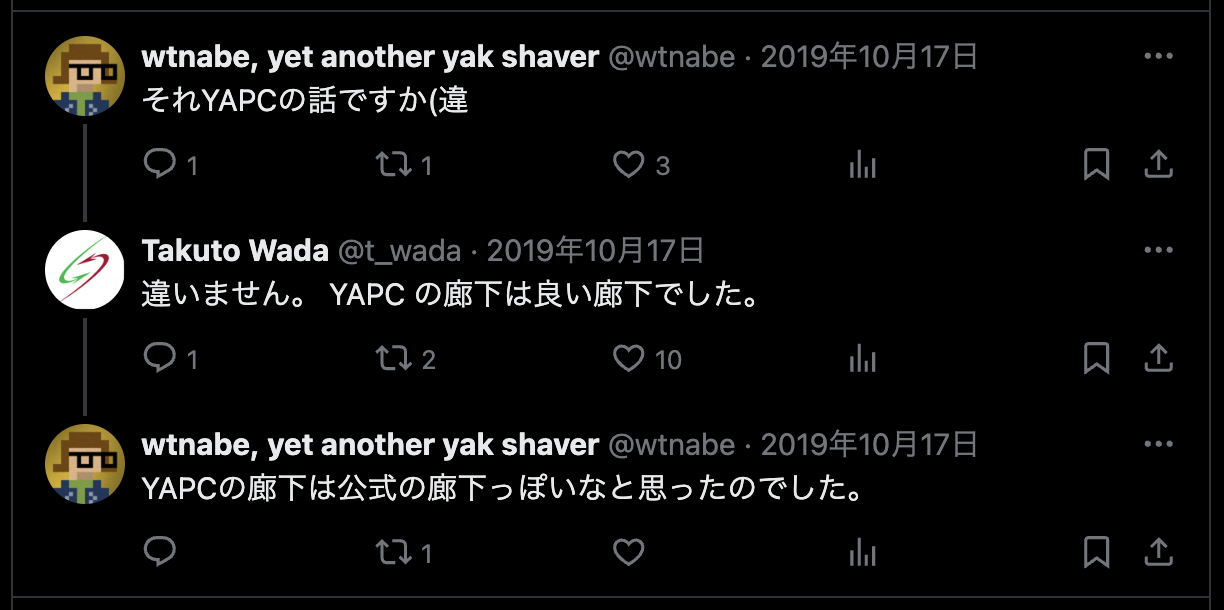 wtnabe, yet another yak shaver @wtnabe · 2019年10月17日
それYAPCの話ですか(違
1 1 3
Takuto Wada @t_wada · 2019年10月17日
違いません。 YAPC の廊下は良い廊下でした。
1 2 10
wtnabe, yet another yak shaver @wtnabe · 2019年10月17日
YAPCの廊下は公式の廊下っぽいなと思ったのでした。
1